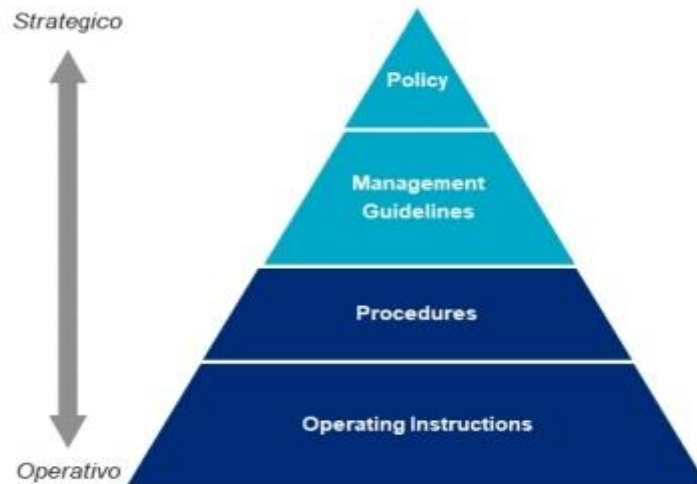 Strategico
Policy
Management
Guidelines
Procedures
Operating Instructions
Operativo